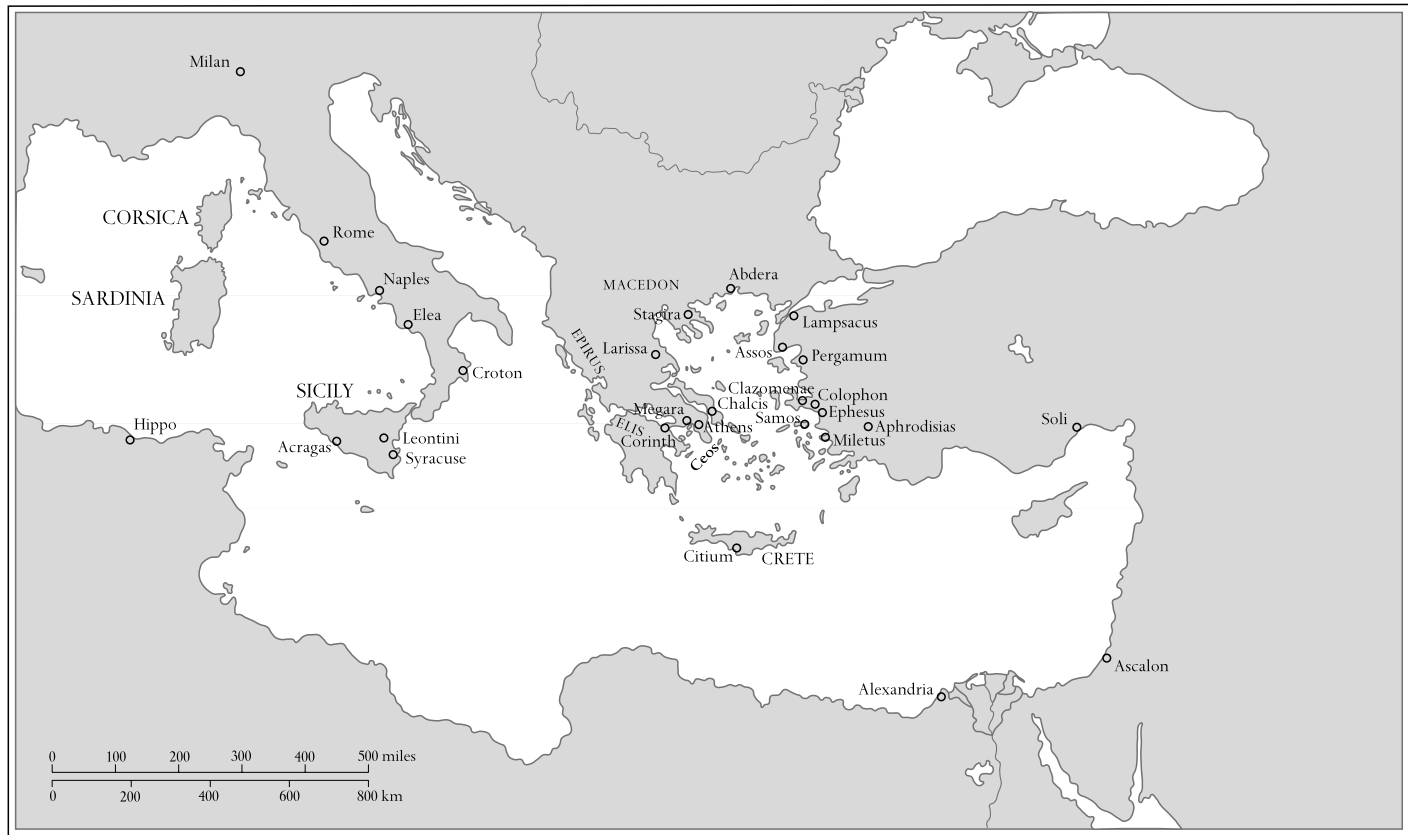 Milan
CORSICA
Rome
SARDINIA
Naples
Elea
Croton
SICILY
Hippo
Acragas
Leontini
Syracuse
MACEDON
Abdera
Stagira
Lampsacus
EPIRUS
Larissa
Assos
Pergamum
Clazomenae
Colophon
Chalcis
Megara
Ephesus
ELIS
Athens
Samos
Aphrodisias
Corinth
Miletus
Ceos
Soli
Citium
CRETE
Ascalon
Alexandria
0 100 200 300 400 500 miles
0 200 400 600 800 km